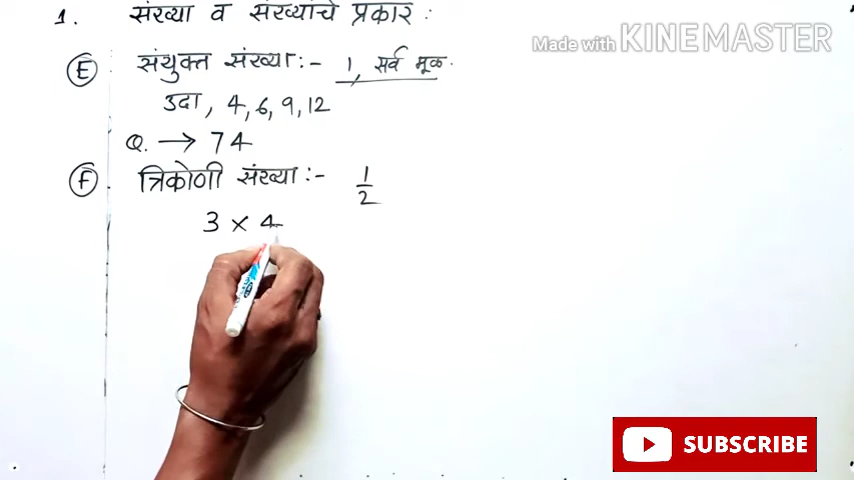 1. संख्या व संख्यांचे प्रकार :
Made with KINEMASTER
E संयुक्त संख्या :- 1, सर्व मूळ.
उदा, 4, 6, 9, 12
Q. → 74
F त्रिकोणी संख्या :- 1/2
3 × 4
SUBSCRIBE